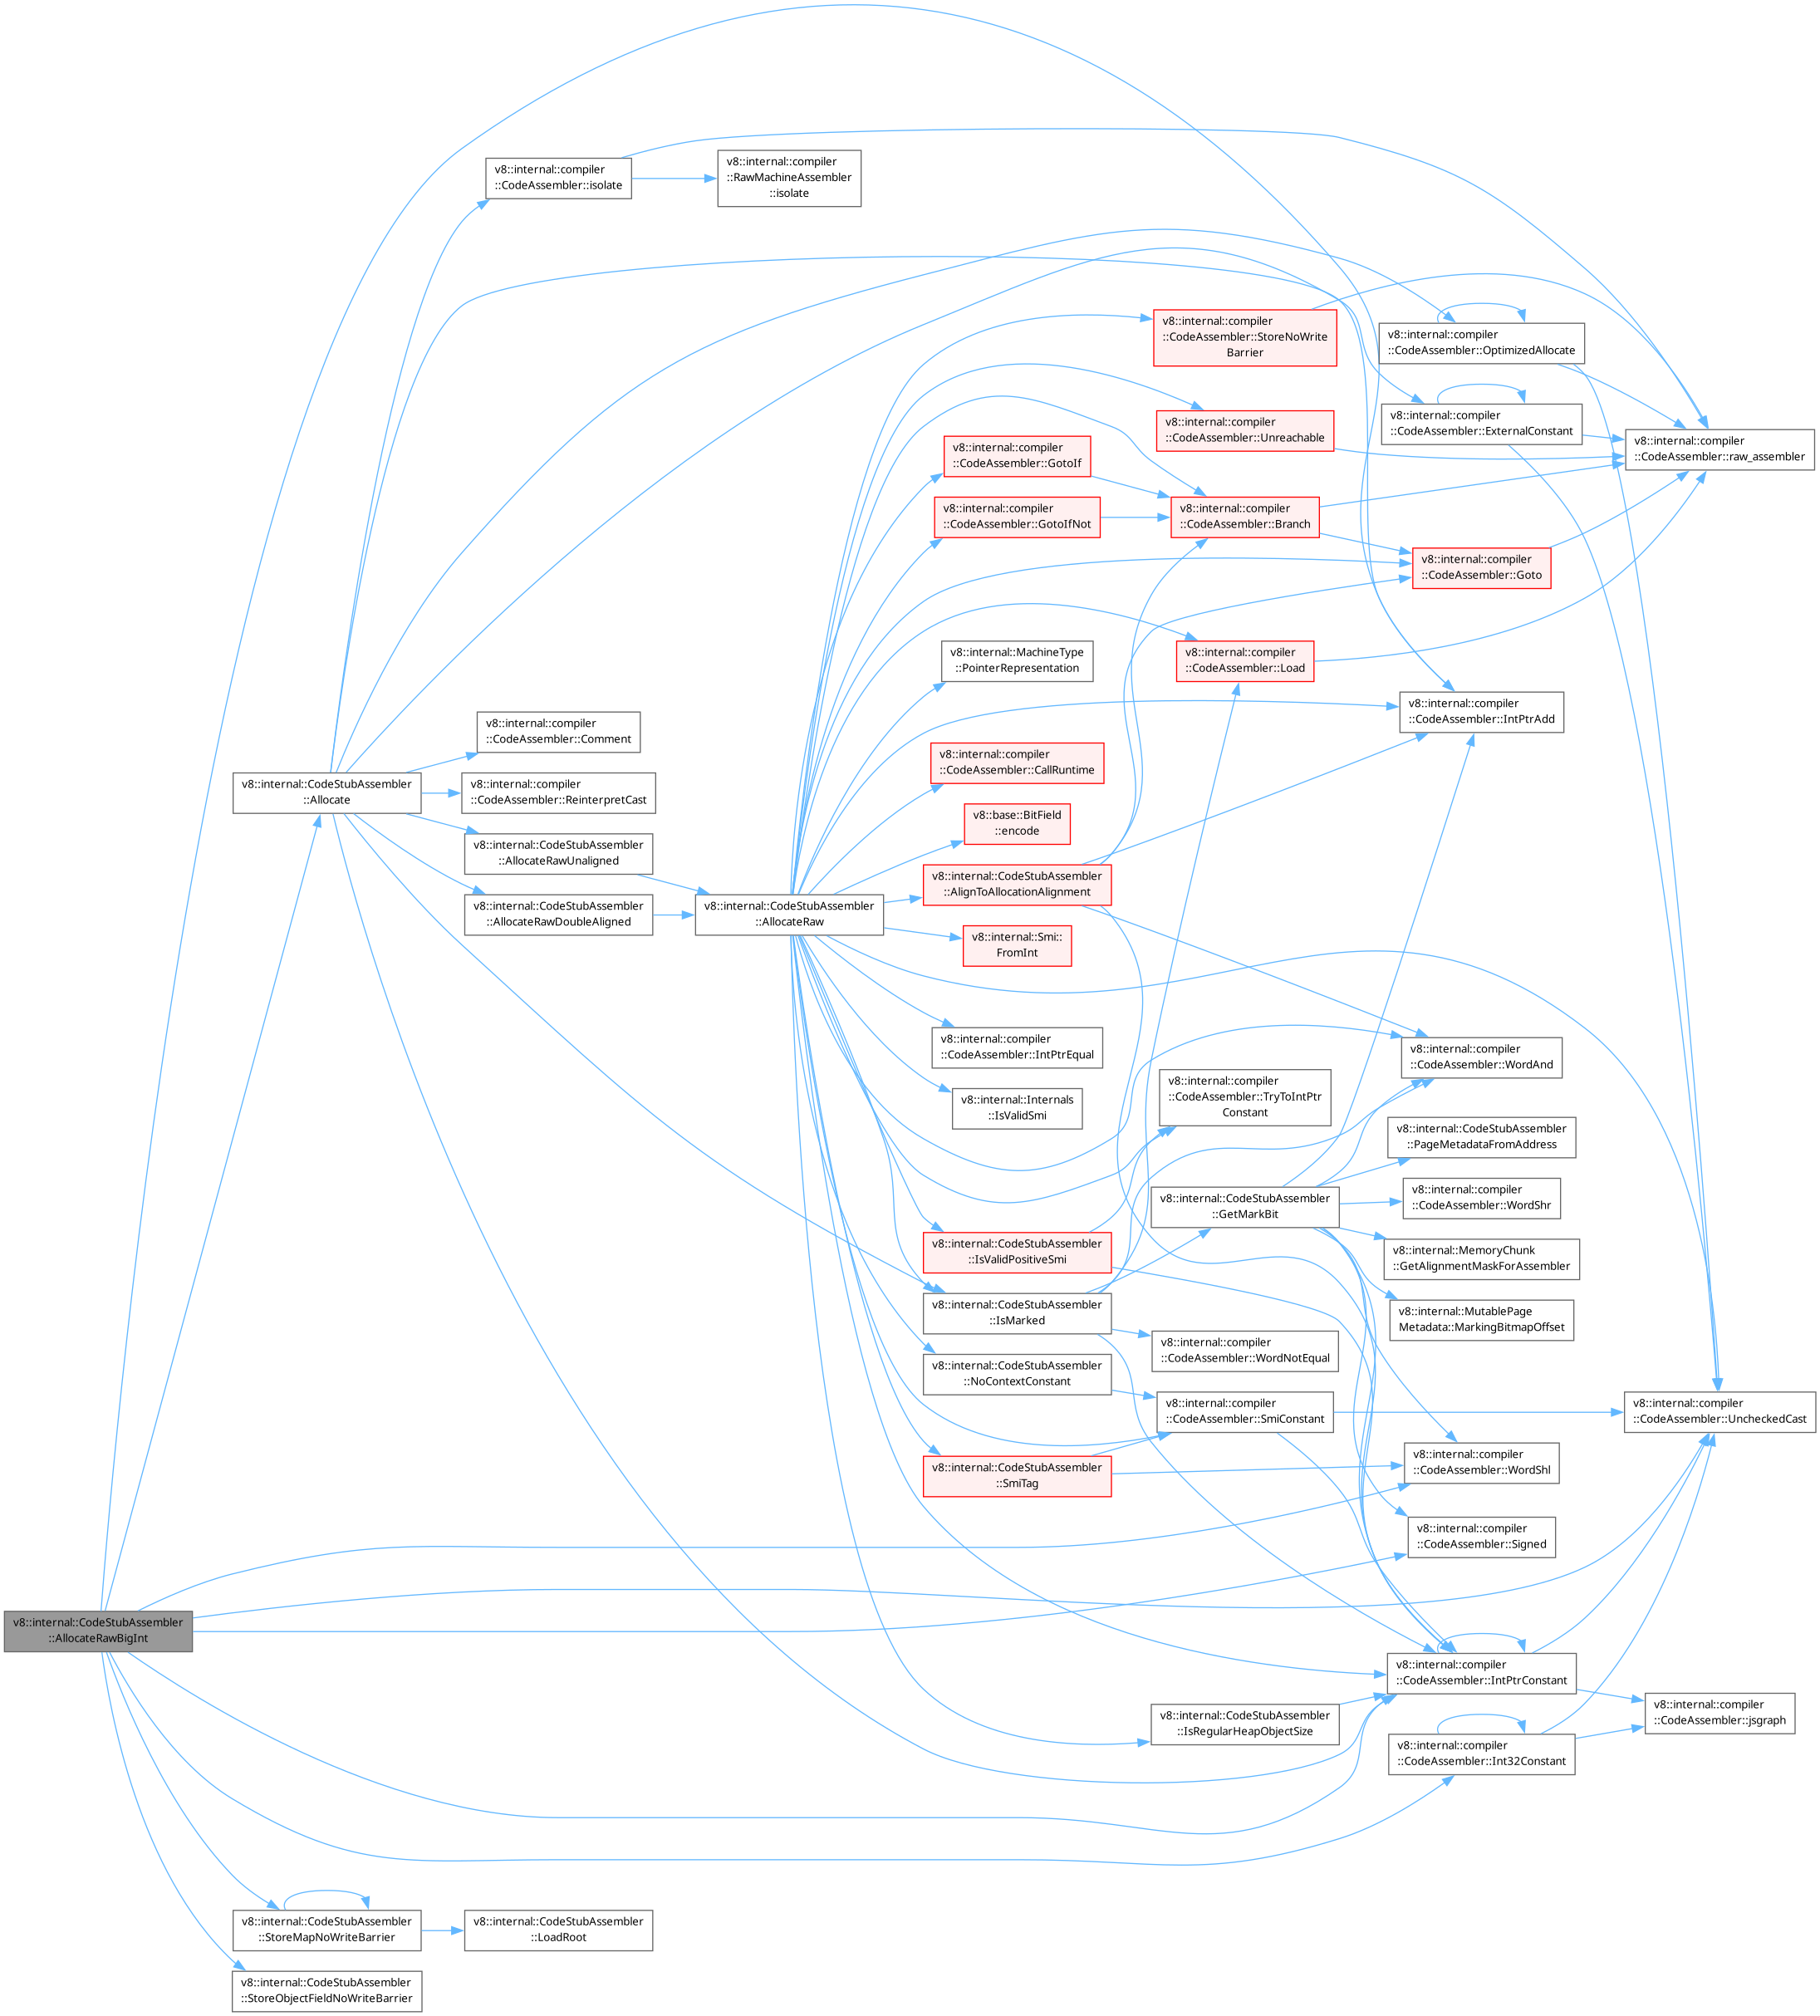 v8::internal::compiler
::CodeAssembler::isolate
v8::internal::compiler
::RawMachineAssembler
::isolate
v8::internal::compiler
::CodeAssembler::StoreNoWrite
Barrier
v8::internal::compiler
::CodeAssembler::OptimizedAllocate
v8::internal::compiler
::CodeAssembler::Unreachable
v8::internal::compiler
::CodeAssembler::ExternalConstant
v8::internal::compiler
::CodeAssembler::raw_assembler
v8::internal::compiler
::CodeAssembler::GotoIf
v8::internal::compiler
::CodeAssembler::GotoIfNot
v8::internal::compiler
::CodeAssembler::Branch
v8::internal::compiler
::CodeAssembler::Goto
v8::internal::MachineType
::PointerRepresentation
v8::internal::compiler
::CodeAssembler::Load
v8::internal::compiler
::CodeAssembler::IntPtrAdd
v8::internal::compiler
::CodeAssembler::Comment
v8::internal::CodeStubAssembler
::Allocate
v8::internal::compiler
::CodeAssembler::ReinterpretCast
v8::internal::compiler
::CodeAssembler::CallRuntime
v8::base::BitField
::encode
v8::internal::CodeStubAssembler
::AllocateRawUnaligned
v8::internal::CodeStubAssembler
::AllocateRawDoubleAligned
v8::internal::CodeStubAssembler
::AllocateRaw
v8::internal::CodeStubAssembler
::AlignToAllocationAlignment
v8::internal::Smi::
FromInt
v8::internal::compiler
::CodeAssembler::IntPtrEqual
v8::internal::compiler
::CodeAssembler::WordAnd
v8::internal::Internals
::IsValidSmi
v8::internal::compiler
::CodeAssembler::TryToIntPtr
Constant
v8::internal::CodeStubAssembler
::PageMetadataFromAddress
v8::internal::CodeStubAssembler
::GetMarkBit
v8::internal::compiler
::CodeAssembler::WordShr
v8::internal::CodeStubAssembler
::IsValidPositiveSmi
v8::internal::MemoryChunk
::GetAlignmentMaskForAssembler
v8::internal::CodeStubAssembler
::IsMarked
v8::internal::MutablePage
Metadata::MarkingBitmapOffset
v8::internal::compiler
::CodeAssembler::WordNotEqual
v8::internal::CodeStubAssembler
::NoContextConstant
v8::internal::compiler
::CodeAssembler::SmiConstant
v8::internal::compiler
::CodeAssembler::UncheckedCast
v8::internal::CodeStubAssembler
::SmiTag
v8::internal::compiler
::CodeAssembler::WordShl
v8::internal::compiler
::CodeAssembler::Signed
v8::internal::CodeStubAssembler
::AllocateRawBigInt
v8::internal::compiler
::CodeAssembler::IntPtrConstant
v8::internal::CodeStubAssembler
::IsRegularHeapObjectSize
v8::internal::compiler
::CodeAssembler::jsgraph
v8::internal::compiler
::CodeAssembler::Int32Constant
v8::internal::CodeStubAssembler
::StoreMapNoWriteBarrier
v8::internal::CodeStubAssembler
::LoadRoot
v8::internal::CodeStubAssembler
::StoreObjectFieldNoWriteBarrier